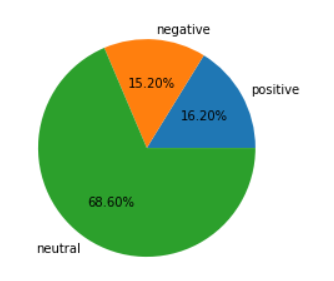 negative
positive
15.20%
16.20%
68.60%
neutral